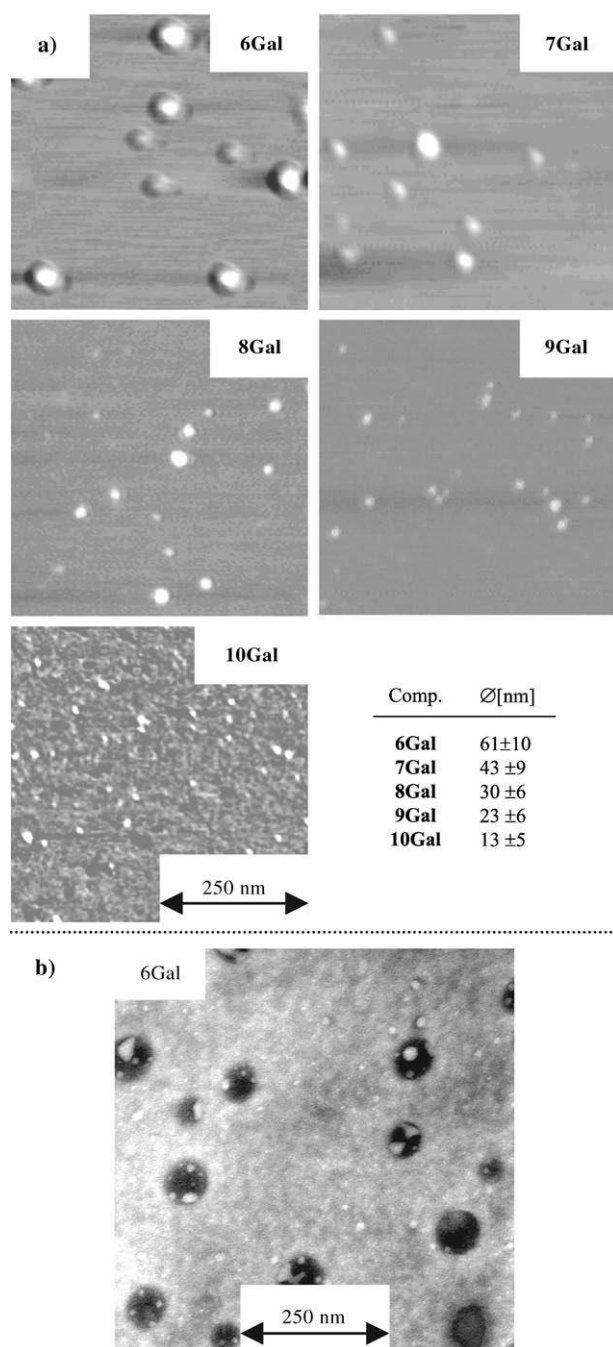 a)
6Gal
7Gal
8Gal
9Gal
10Gal
Comp. Ø[nm]
6Gal 61±10
7Gal 43 ±9
8Gal 30 ±6
9Gal 23 ±6
10Gal 13 ±5
250 nm
b)
6Gal
250 nm